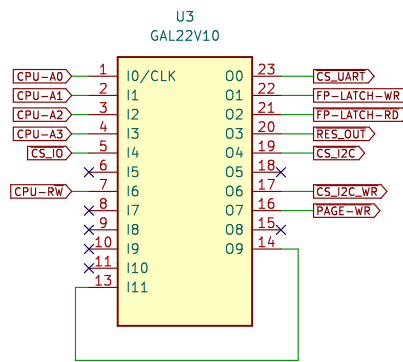 U3
GAL22V10
CPU-A0 1 I0/CLK O0 23 CS_UART
CPU-A1 2 I1 O1 22 FP-LATCH-WR
CPU-A2 3 I2 O2 21 FP-LATCH-RD
CPU-A3 4 I3 O3 20 RES_OUT
CS_IO 5 I4 O4 19 CS_I2C
6 I5 O5 18
CPU-RW 7 I6 O6 17 CS_I2C_WR
8 I7 O7 16 PAGE-WR
9 I8 O8 15
10 I9 O9 14
11 I10
13 I11